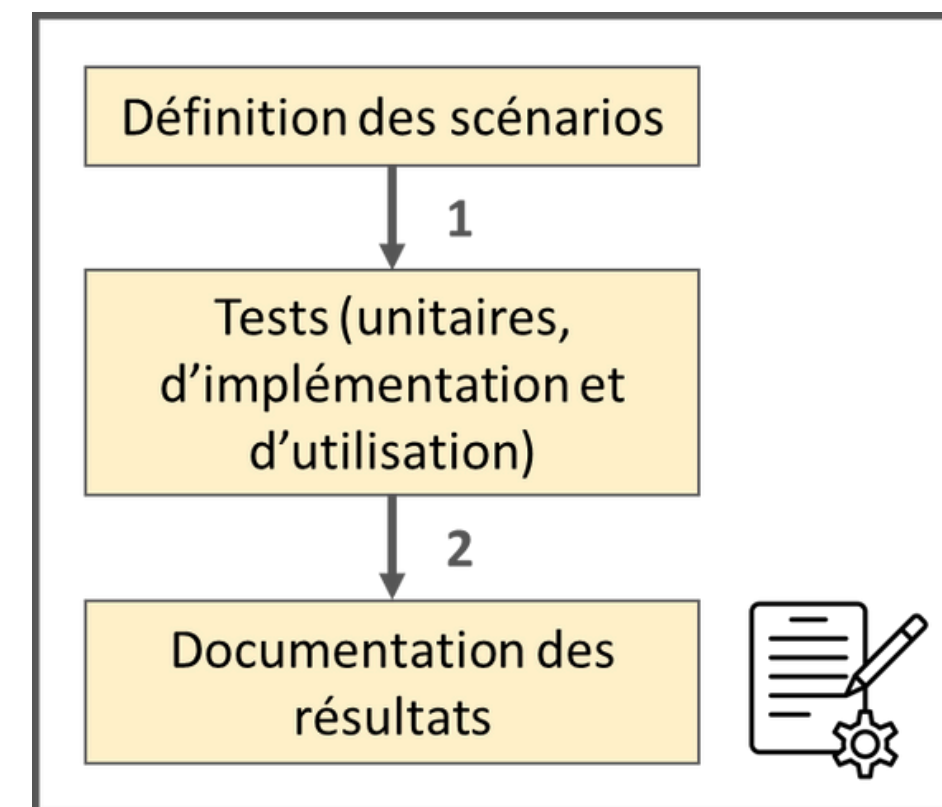 Définition des scénarios
1
Tests (unitaires,
d’implémentation et
d’utilisation)
2
Documentation des
résultats